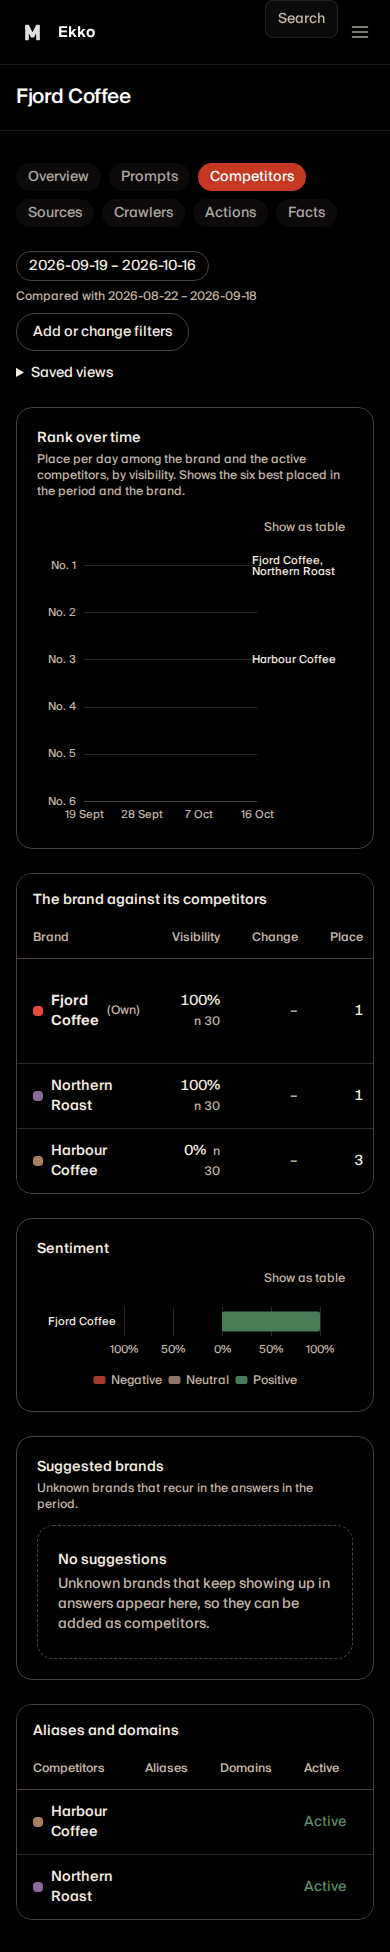 Ekko
Search
Fjord Coffee
Overview Prompts Competitors
Sources Crawlers Actions Facts
2026-09-19 – 2026-10-16
Compared with 2026-08-22 – 2026-09-18
Add or change filters
Saved views
Rank over time
Place per day among the brand and the active
competitors, by visibility. Shows the six best placed in
the period and the brand.
Show as table
No. 1
Fjord Coffee,
Northern Roast
No. 2
No. 3 Harbour Coffee
No. 4
No. 5
No. 6
19 Sept 28 Sept 7 Oct 16 Oct
The brand against its competitors
Brand Visibility Change Place
Fjord
Coffee (Own) 100%
n 30 – 1
Northern
Roast 100%
n 30 – 1
Harbour
Coffee 0% n
30 – 3
Sentiment
Show as table
Fjord Coffee
100% 50% 0% 50% 100%
Negative Neutral Positive
Suggested brands
Unknown brands that recur in the answers in the
period.
No suggestions
Unknown brands that keep showing up in
answers appear here, so they can be
added as competitors.
Aliases and domains
Competitors Aliases Domains Active
Harbour
Coffee Active
Northern
Roast Active